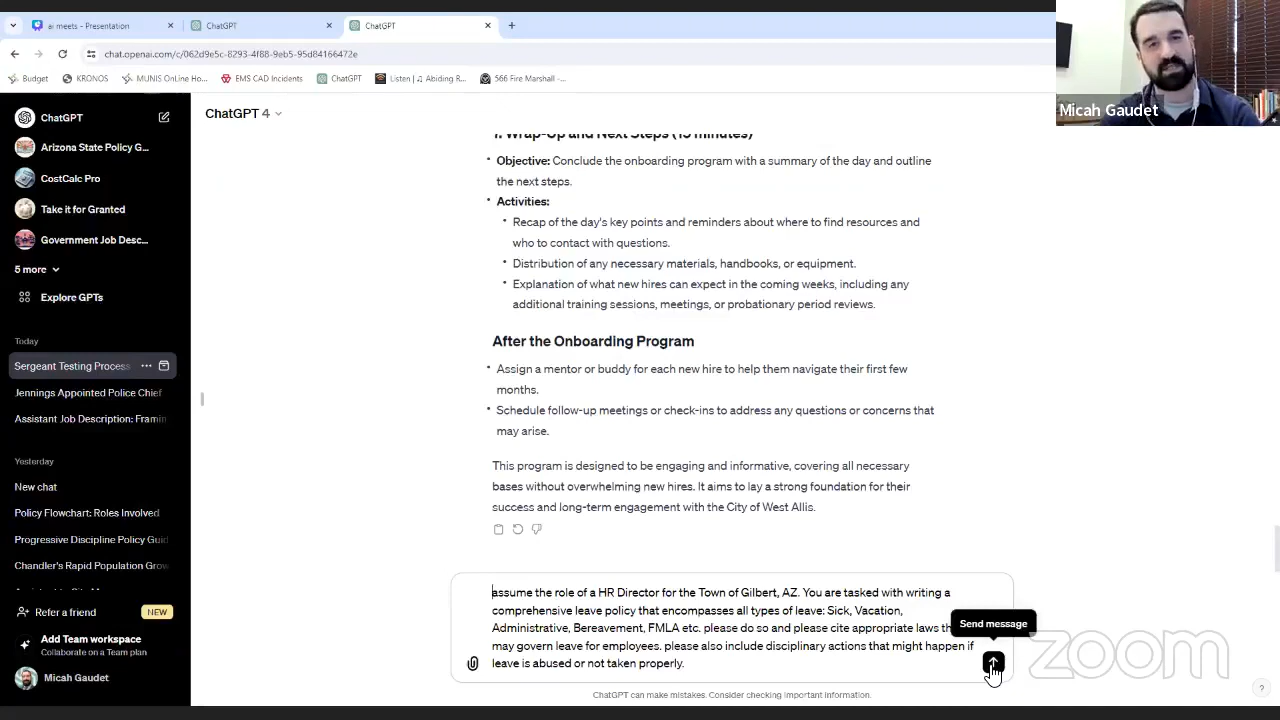 ai meets - Presentation
ChatGPT
ChatGPT
chat.openai.com/c/062d9e5c-8293-4f88-9eb5-95d84166472e
Budget
KRONOS
MUNIS OnLine Ho...
EMS CAD Incidents
ChatGPT
Listen | ♫ Abiding R...
566 Fire Marshall -...
Micah Gaudet
ChatGPT
Arizona State Policy G...
CostCalc Pro
Take it for Granted
Government Job Desc...
5 more
Explore GPTs
Today
Sergeant Testing Process
Jennings Appointed Police Chief
Assistant Job Description: Framin
Yesterday
New chat
Policy Flowchart: Roles Involved
Progressive Discipline Policy Guid
Chandler's Rapid Population Grow
Refer a friend
NEW
Add Team workspace
Collaborate on a Team plan
Micah Gaudet
ChatGPT 4
7. Wrap-Up and Next Steps (15 minutes)
Objective: Conclude the onboarding program with a summary of the day and outline
the next steps.
Activities:
Recap of the day's key points and reminders about where to find resources and
who to contact with questions.
Distribution of any necessary materials, handbooks, or equipment.
Explanation of what new hires can expect in the coming weeks, including any
additional training sessions, meetings, or probationary period reviews.
After the Onboarding Program
Assign a mentor or buddy for each new hire to help them navigate their first few
months.
Schedule follow-up meetings or check-ins to address any questions or concerns that
may arise.
This program is designed to be engaging and informative, covering all necessary
bases without overwhelming new hires. It aims to lay a strong foundation for their
success and long-term engagement with the City of West Allis.
assume the role of a HR Director for the Town of Gilbert, AZ. You are tasked with writing a
comprehensive leave policy that encompasses all types of leave: Sick, Vacation,
Administrative, Bereavement, FMLA etc. please do so and please cite appropriate laws th
may govern leave for employees. please also include disciplinary actions that might happen if
leave is abused or not taken properly.
Send message
zoom
ChatGPT can make mistakes. Consider checking important information.
?